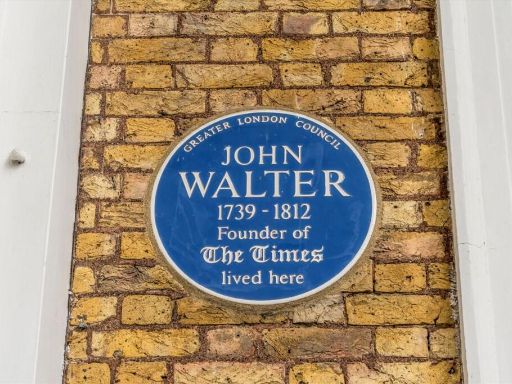 GREATER LONDON COUNCIL
JOHN
WALTER
1739 - 1812
Founder of
The Times
lived here